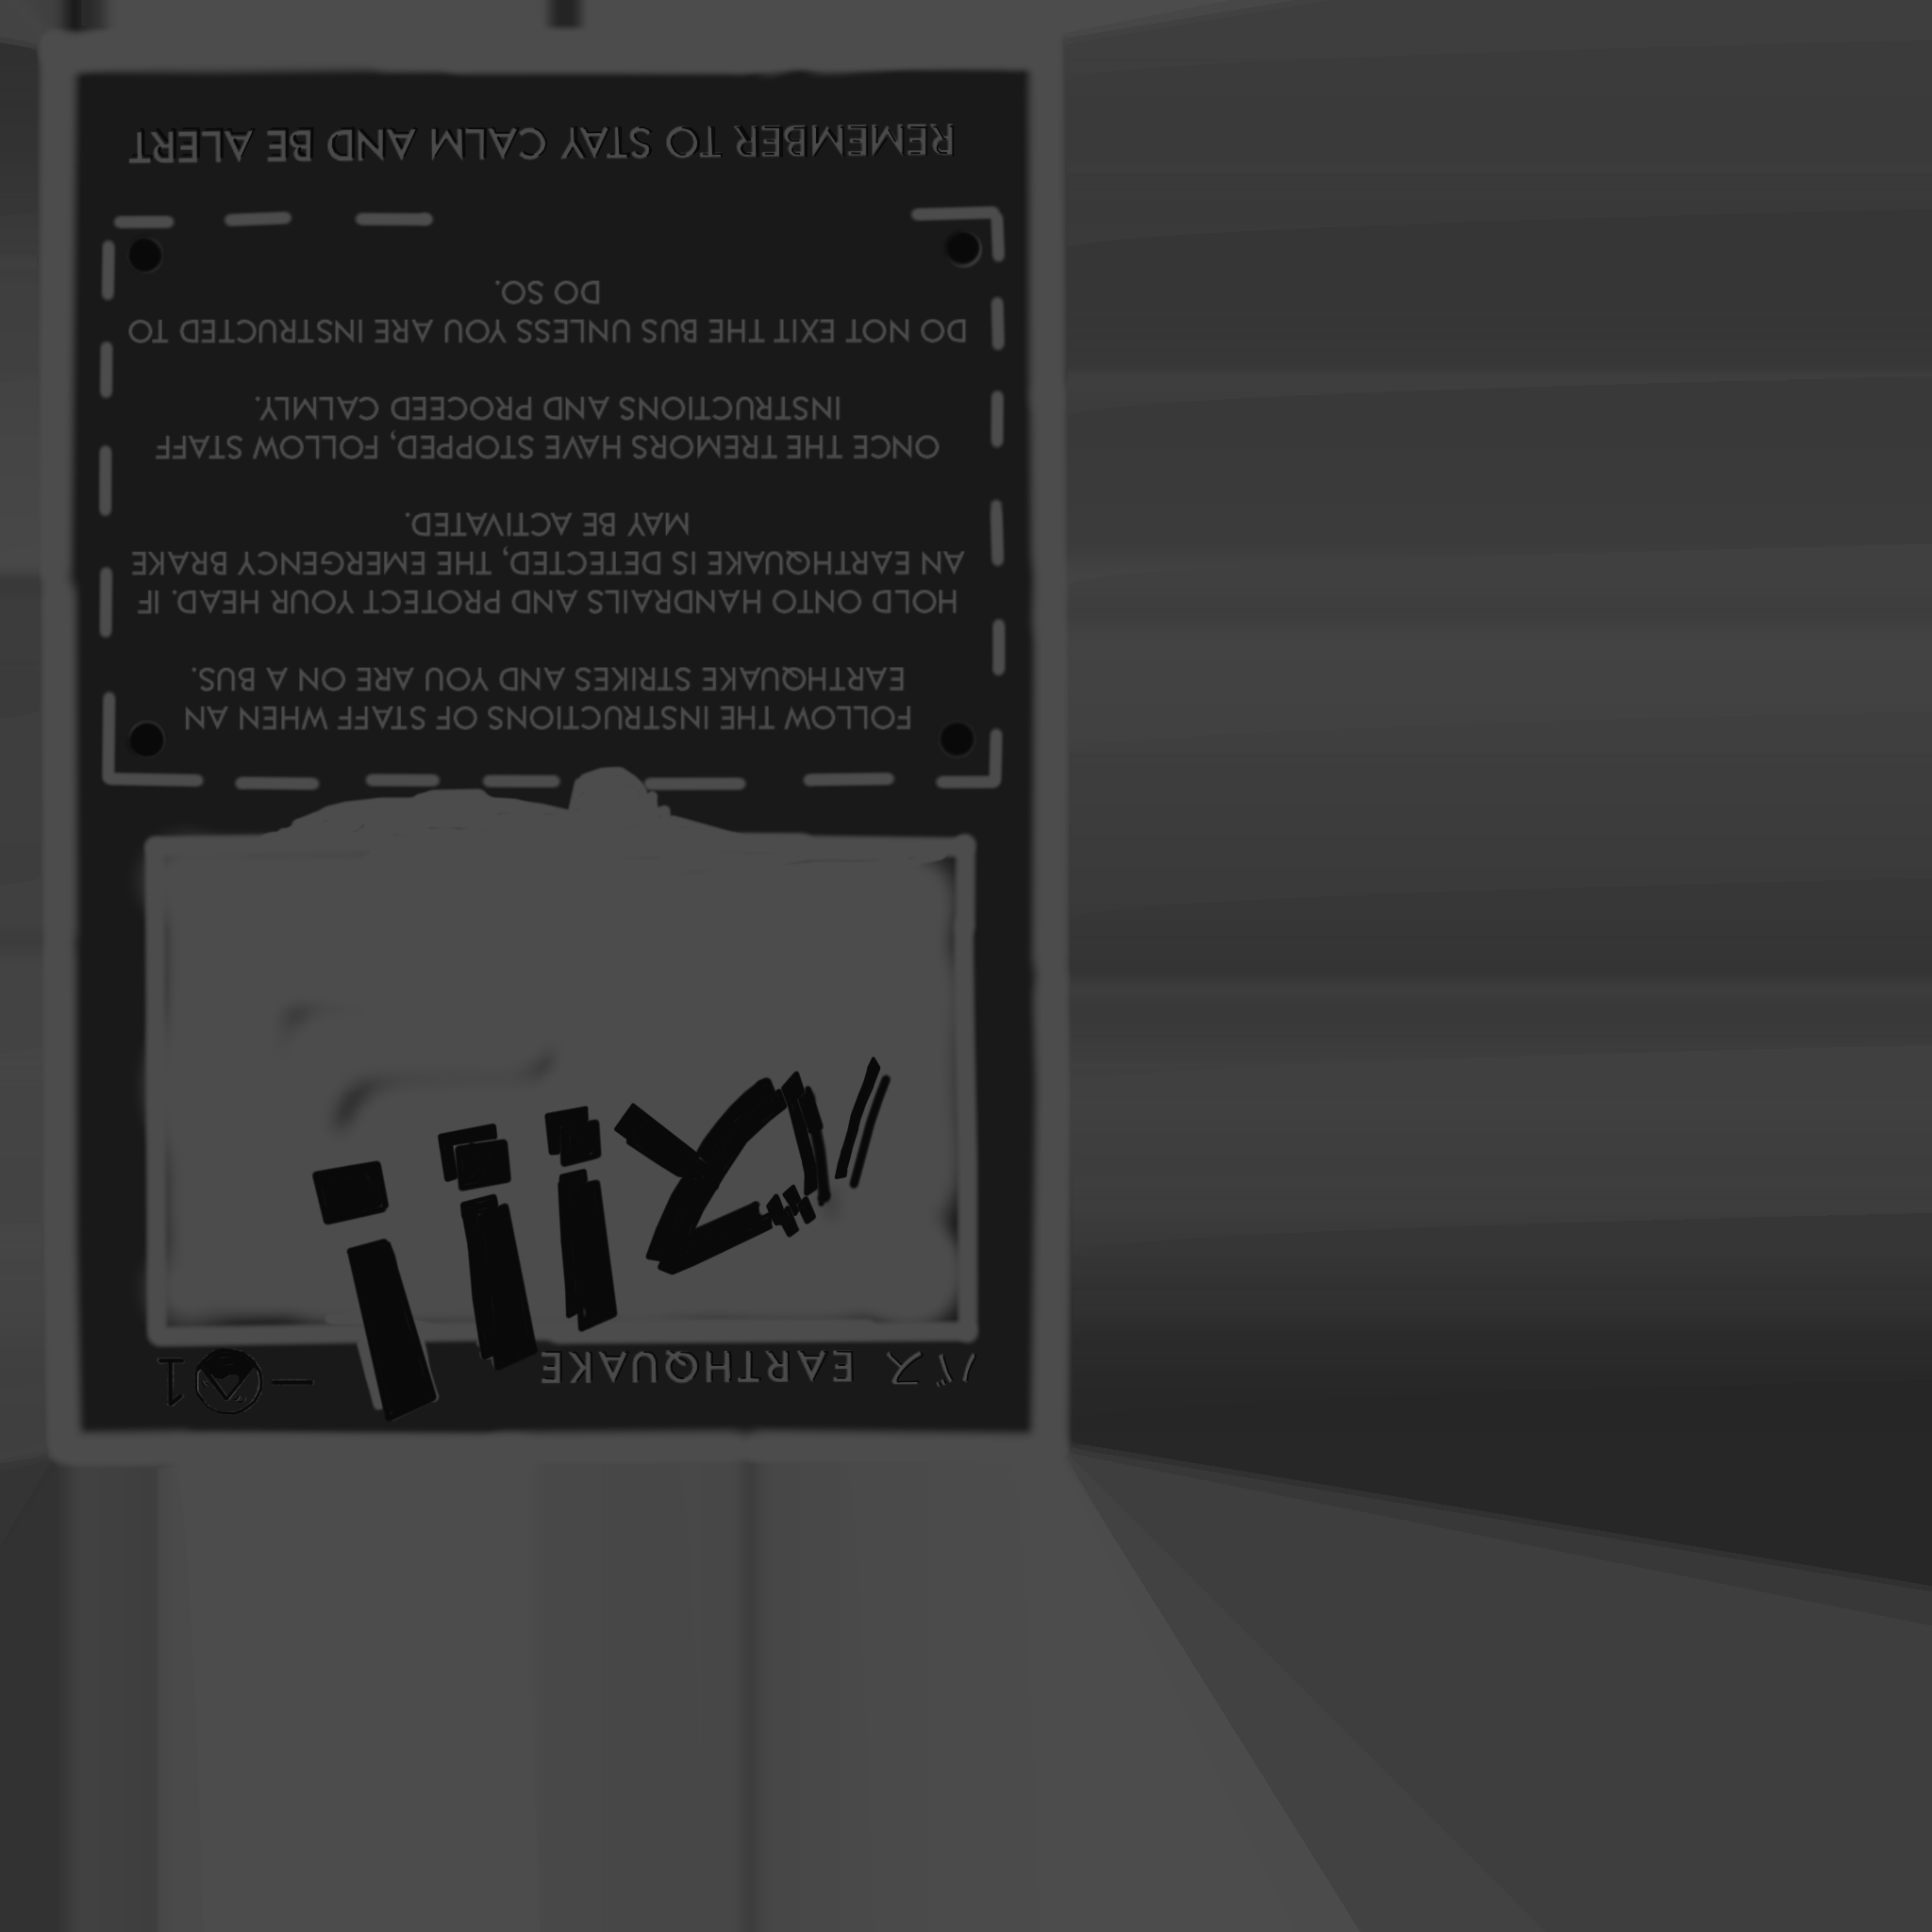 バス EARTHQUAKE
FOLLOW THE INSTRUCTIONS OF STAFF WHEN AN
EARTHQUAKE STRIKES AND YOU ARE ON A BUS.
HOLD ONTO HANDRAILS AND PROTECT YOUR HEAD. IF
AN EARTHQUAKE IS DETECTED, THE EMERGENCY BRAKE
MAY BE ACTIVATED.
ONCE THE TREMORS HAVE STOPPED, FOLLOW STAFF
INSTRUCTIONS AND PROCEED CALMLY.
DO NOT EXIT THE BUS UNLESS YOU ARE INSTRUCTED TO
DO SO.
REMEMBER TO STAY CALM AND BE ALERT